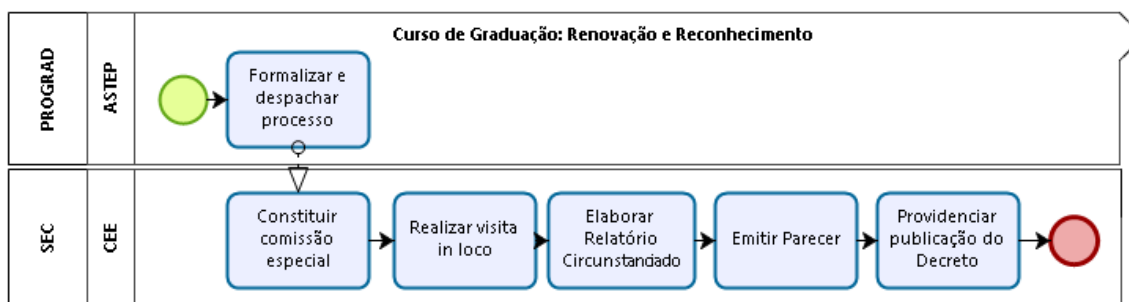 Curso de Graduação: Renovação e Reconhecimento
PROGRAD
ASTEP
Formalizar e
despachar
processo
SEC
CEE
Constituir
comissão
especial
Realizar visita
in loco
Elaborar
Relatório
Circunstanciado
Emitir Parecer
Providenciar
publicação do
Decreto